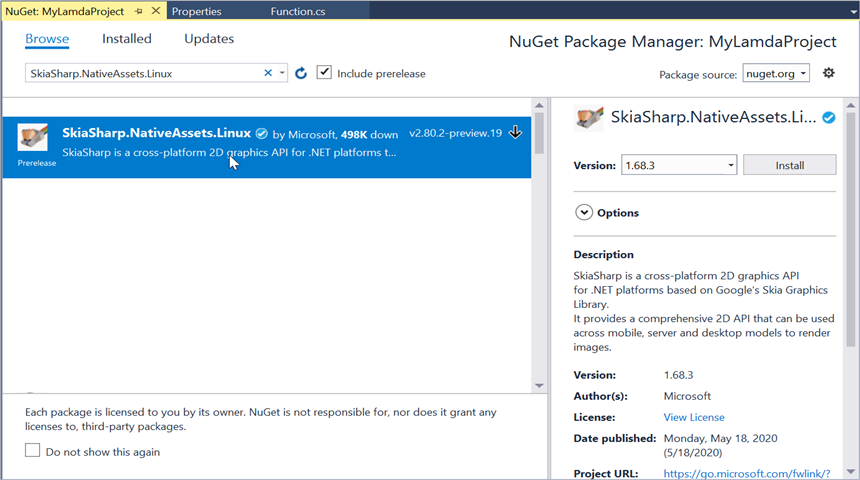 NuGet: MyLamdaProject
Properties
Function.cs
Browse
Installed
Updates
NuGet Package Manager: MyLamdaProject
SkiaSharp.NativeAssets.Linux
Include prerelease
Package source: nuget.org
SkiaSharp.NativeAssets.Linux by Microsoft, 498K down v2.80.2-preview.19
SkiaSharp is a cross-platform 2D graphics API for .NET platforms t...
Prerelease
Each package is licensed to you by its owner. NuGet is not responsible for, nor does it grant any
licenses to, third-party packages.
Do not show this again
SkiaSharp.NativeAssets.Li...
Version: 1.68.3 Install
Options
Description
SkiaSharp is a cross-platform 2D graphics API
for .NET platforms based on Google's Skia Graphics
Library.
It provides a comprehensive 2D API that can be used
across mobile, server and desktop models to render
images.
Version: 1.68.3
Author(s): Microsoft
License: View License
Date published: Monday, May 18, 2020
(5/18/2020)
Project URL: https://go.microsoft.com/fwlink/?